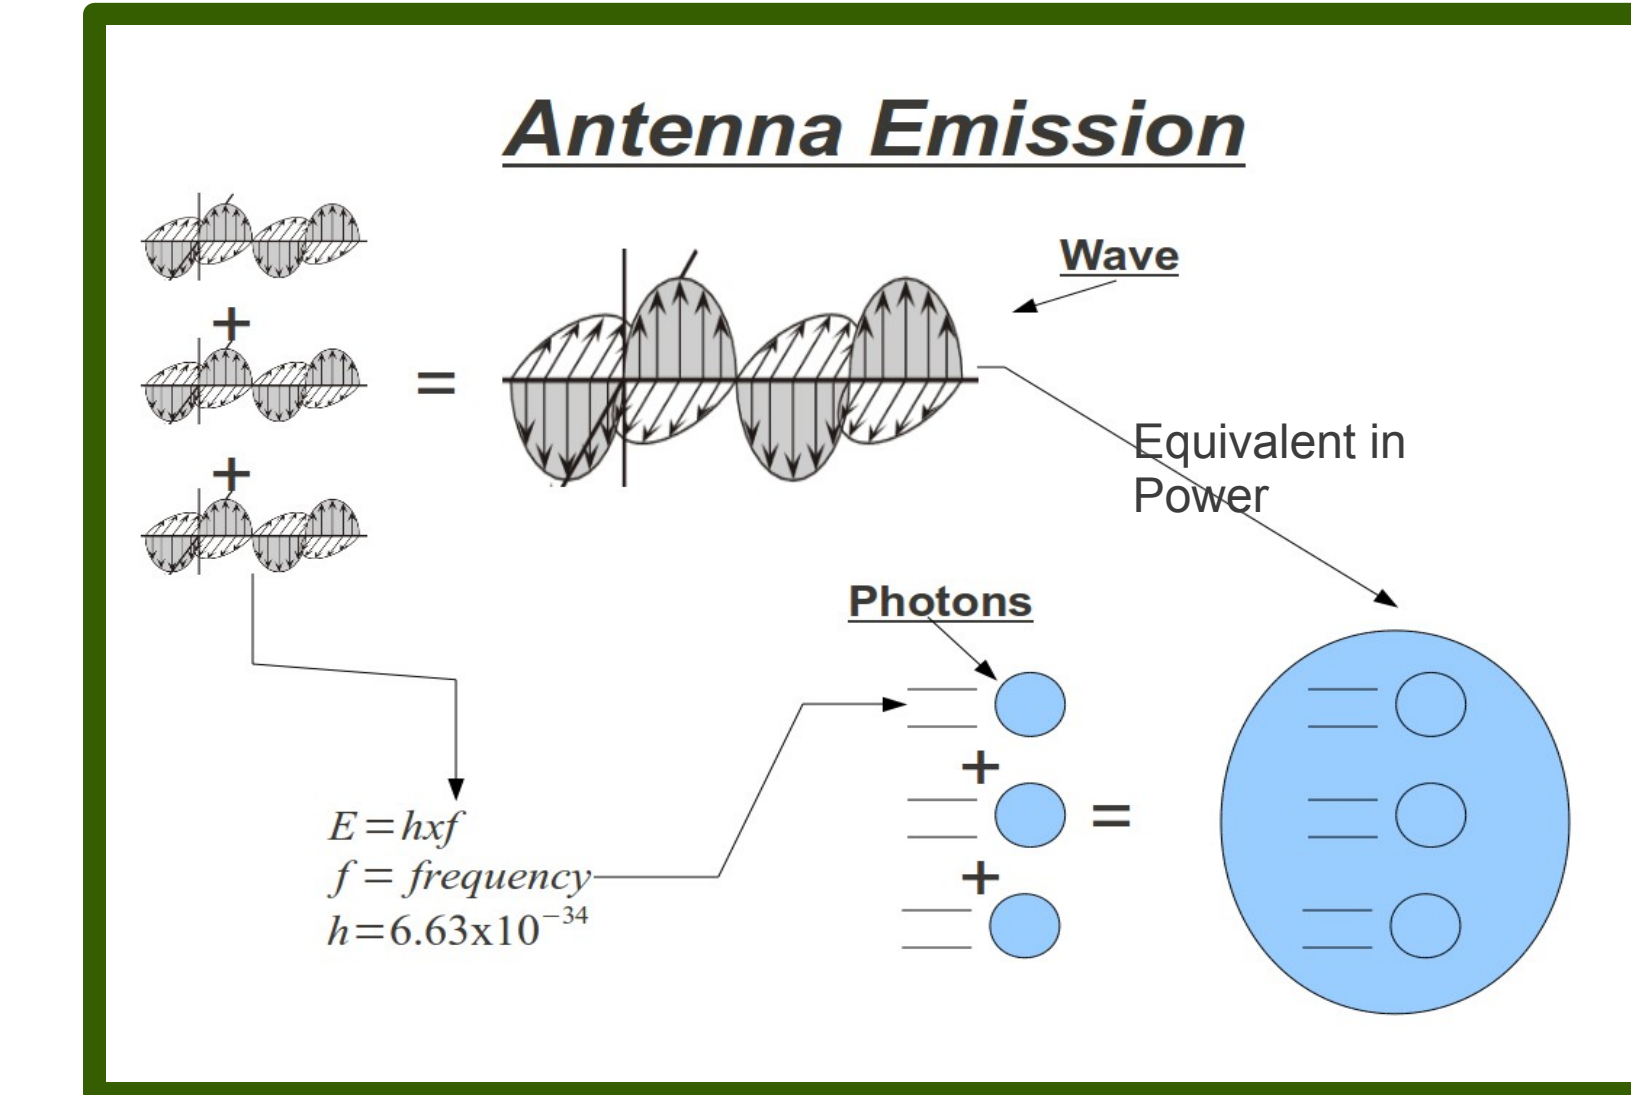 Antenna Emission
Wave
+
=
Equivalent in
Power
+
Photons
+
=
+
E=hxf
f= frequency
h=6.63x10⁻³⁴